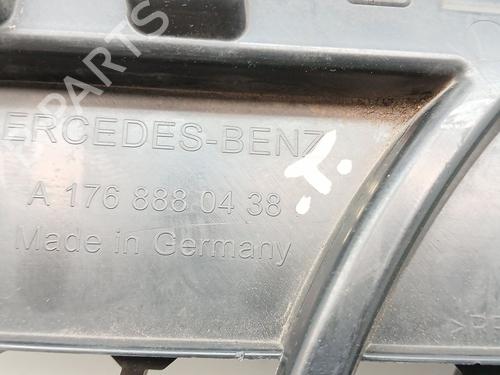 ERCEDES-BENZ
A 176 888 04 38
Made in Germany